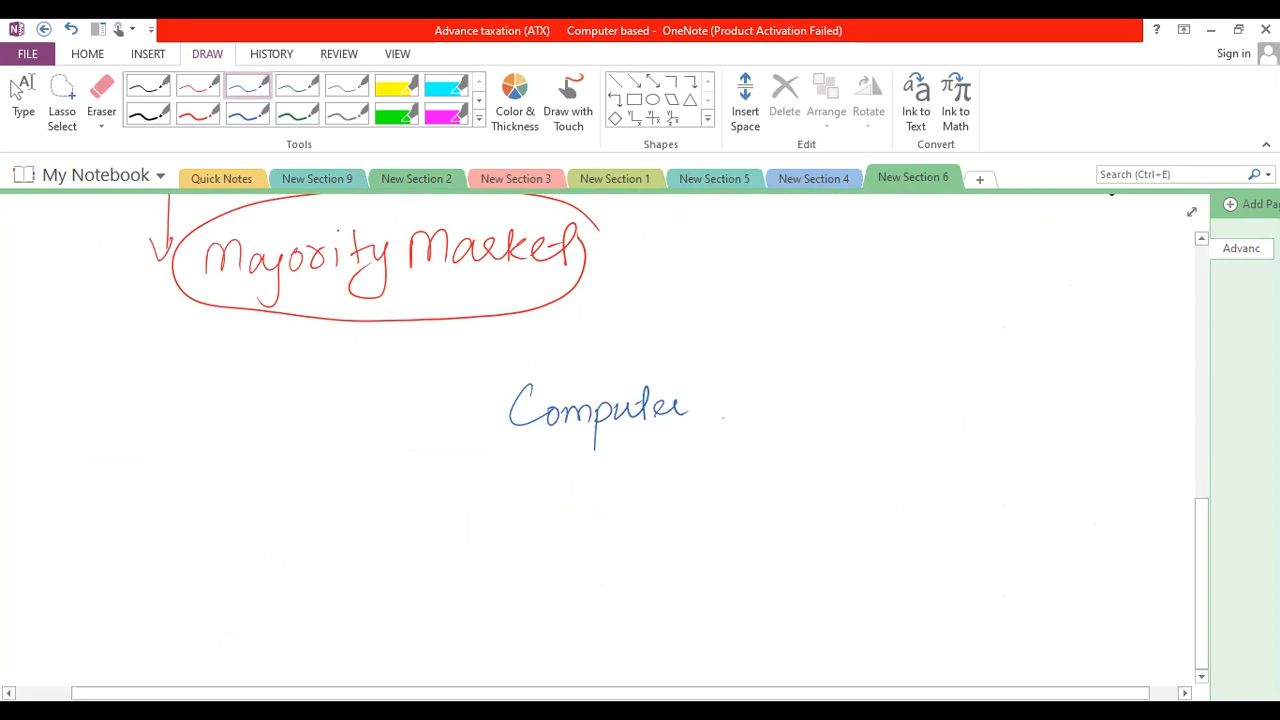 Advance taxation (ATX) Computer based - OneNote (Product Activation Failed)
FILE HOME INSERT DRAW HISTORY REVIEW VIEW Sign in
Type Lasso Select Eraser Color & Thickness Draw with Touch Insert Space Delete Arrange Rotate Ink to Text Ink to Math
Tools Shapes Edit Convert
My Notebook Quick Notes New Section 9 New Section 2 New Section 3 New Section 1 New Section 5 New Section 4 New Section 6 Search (Ctrl+E)
Add Pag
Advanc
Majority Market
Computer